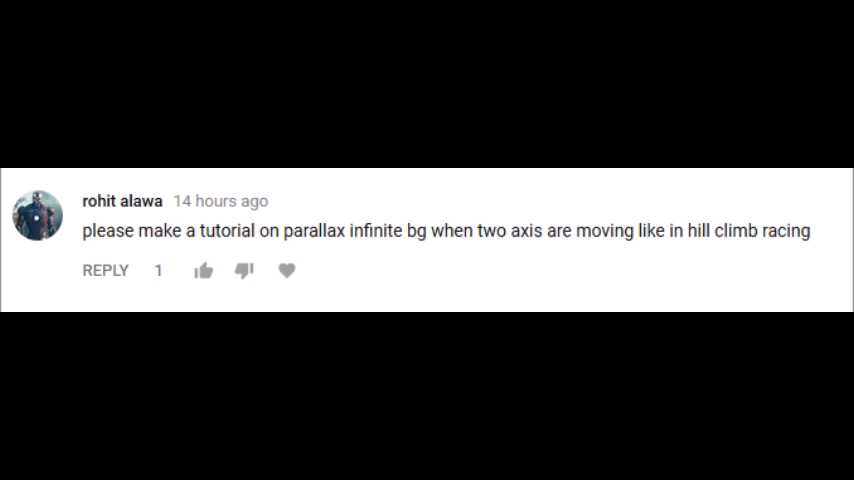 rohit alawa 14 hours ago
please make a tutorial on parallax infinite bg when two axis are moving like in hill climb racing
REPLY 1